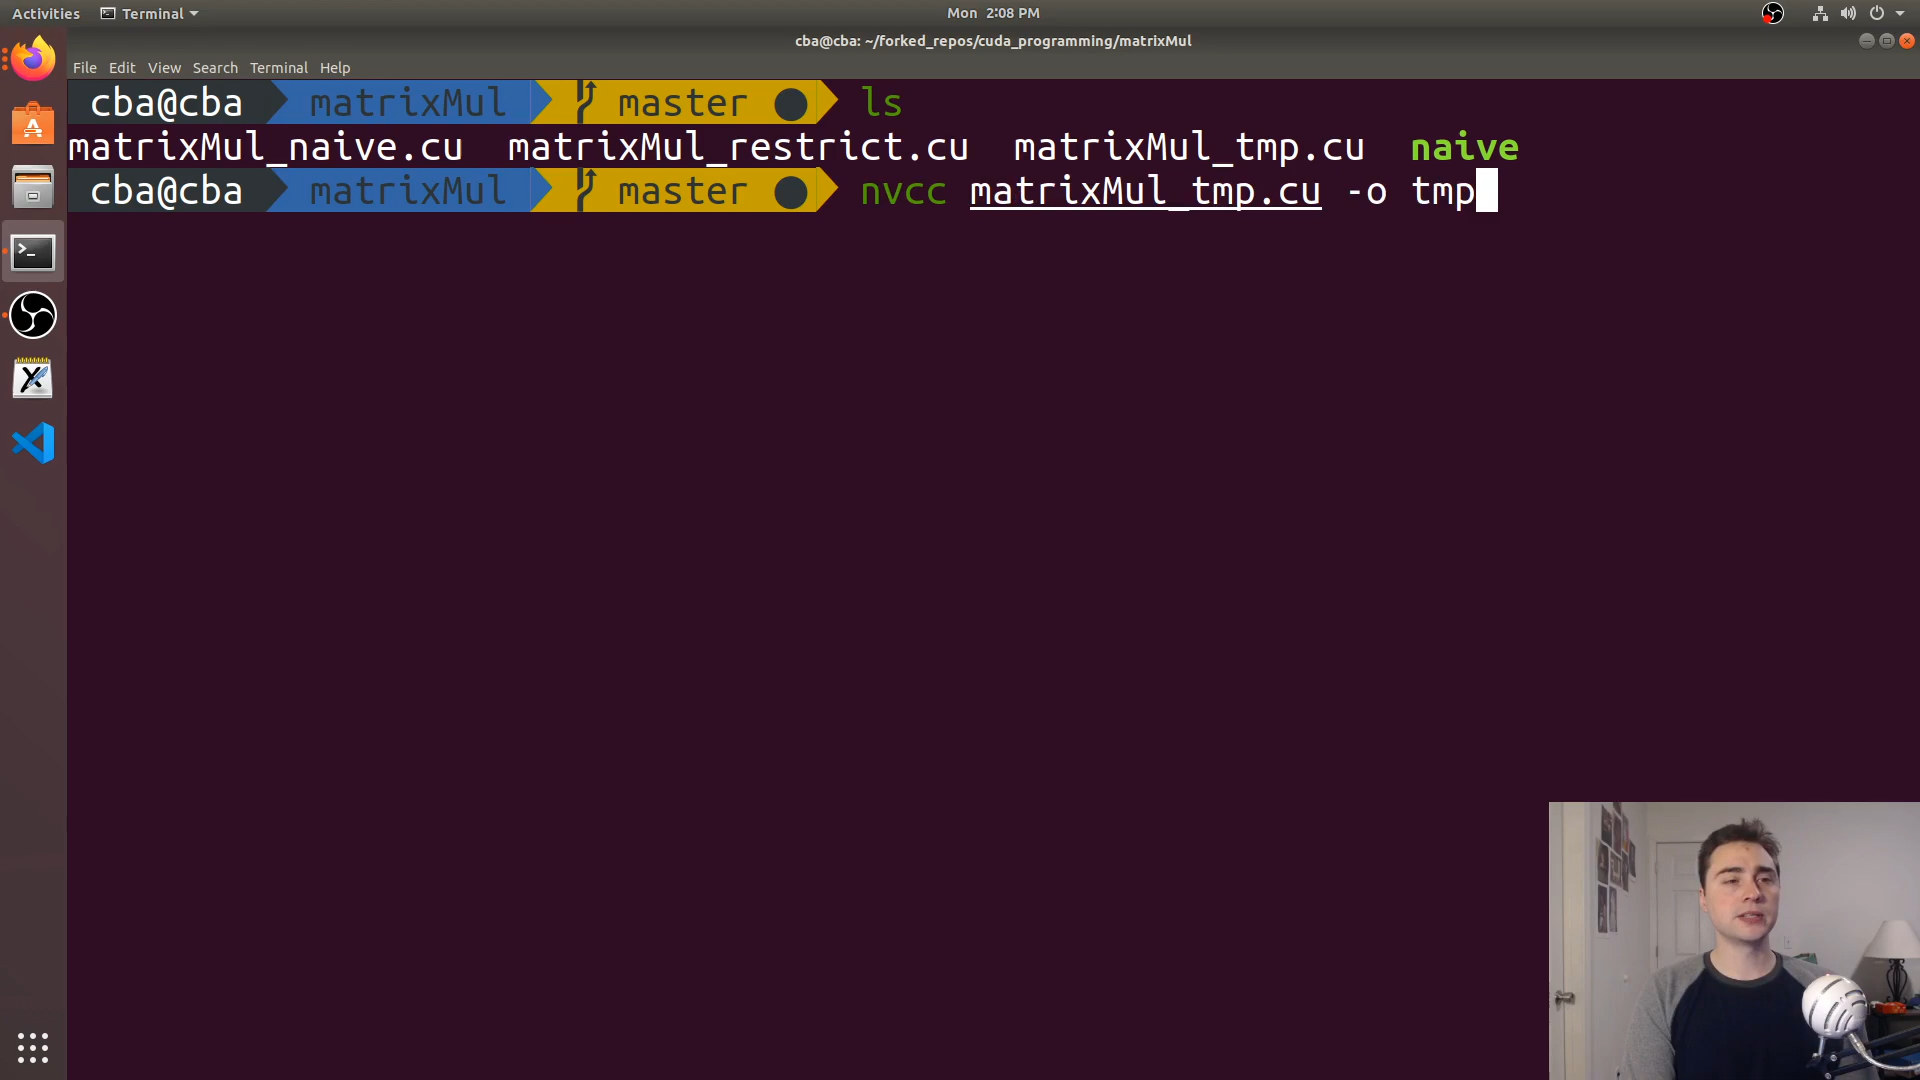 Activities Terminal Mon 2:08 PM
cba@cba: ~/forked_repos/cuda_programming/matrixMul
File Edit View Search Terminal Help
cba@cba matrixMul master ● ls
matrixMul_naive.cu matrixMul_restrict.cu matrixMul_tmp.cu naive
cba@cba matrixMul master ● nvcc matrixMul_tmp.cu -o tmp